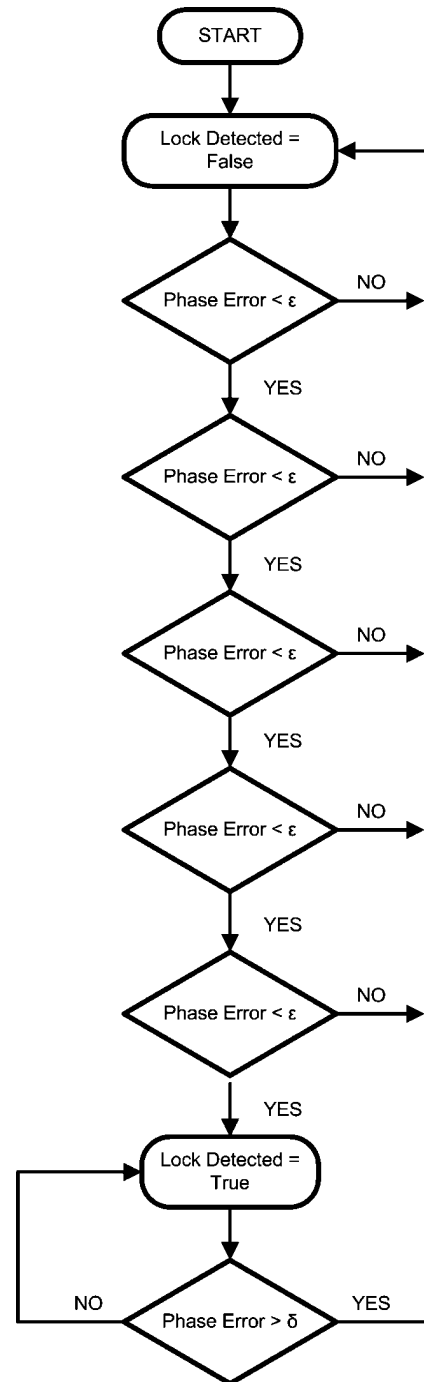 START
Lock Detected =
False
Phase Error < ε
NO
YES
Phase Error < ε
NO
YES
Phase Error < ε
NO
YES
Phase Error < ε
NO
YES
Phase Error < ε
NO
YES
Lock Detected =
True
NO
Phase Error > δ
YES